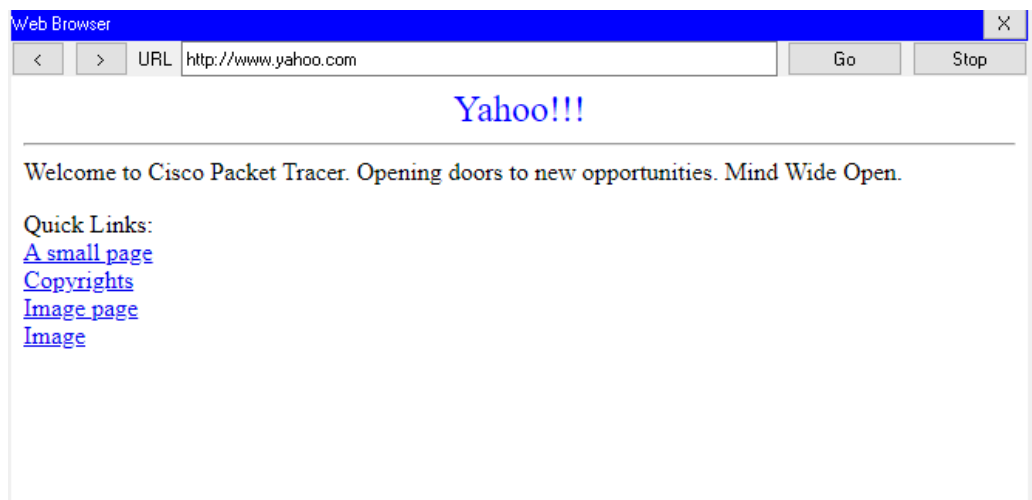 Web Browser X
< > URL http://www.yahoo.com Go Stop
Yahoo!!!
Welcome to Cisco Packet Tracer. Opening doors to new opportunities. Mind Wide Open.
Quick Links:
A small page
Copyrights
Image page
Image